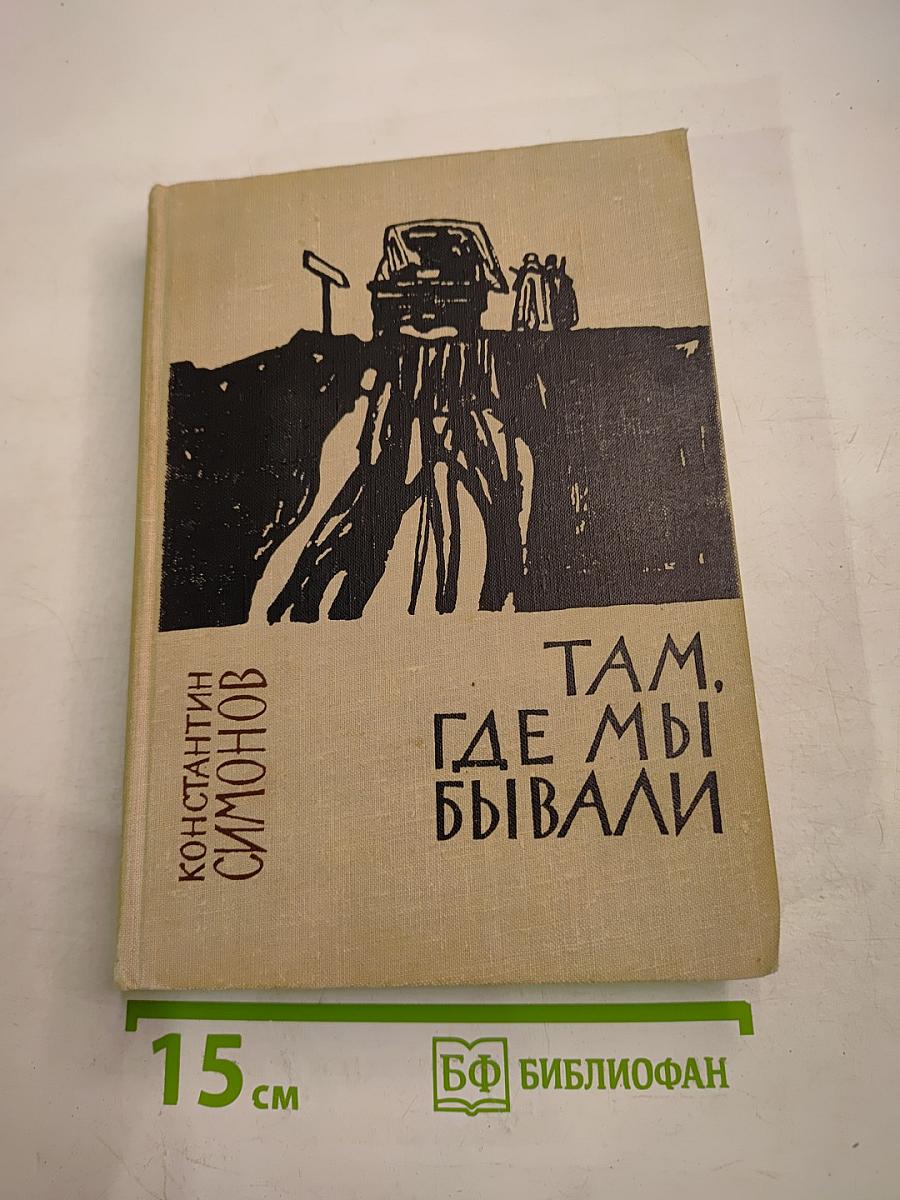 КОНСТАНТИН
СИМОНОВ
ТАМ,
ГДЕ МЫ
БЫВАЛИ
15 см
БФ БИБЛИОФАН